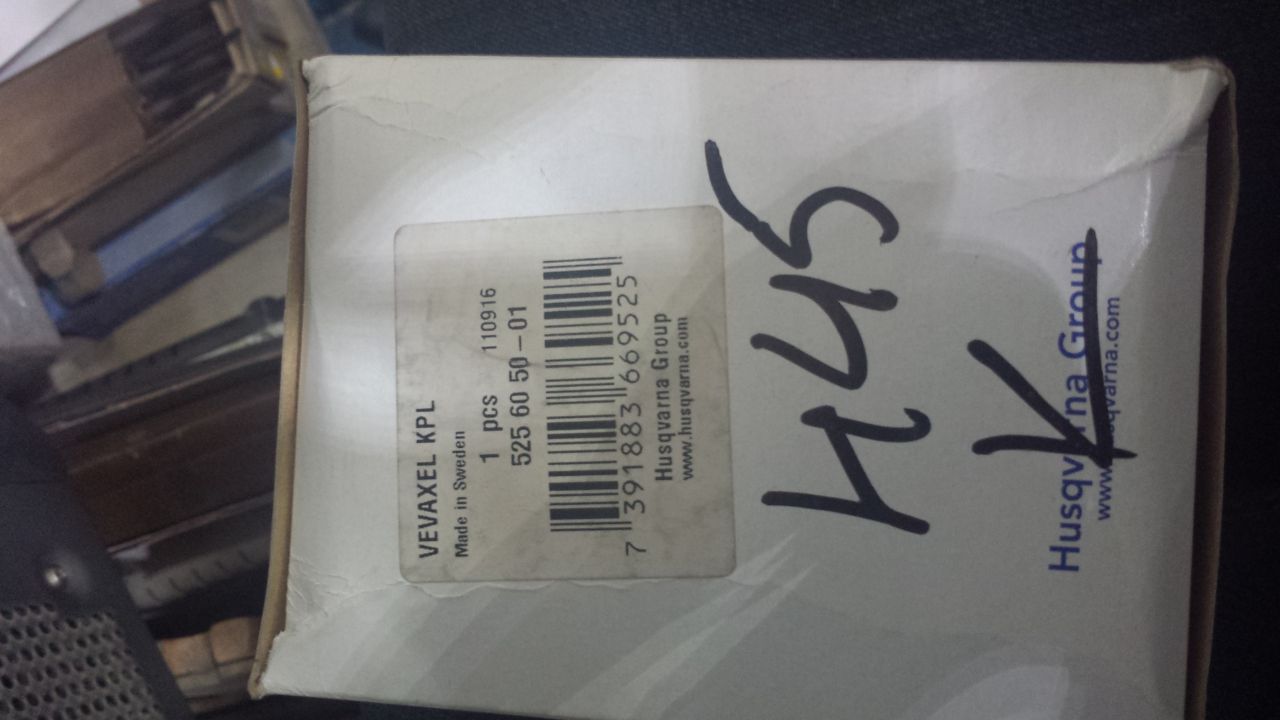 VEVAXEL KPL
Made in Sweden
1 pcs 110916
525 60 50-01
7 391883 669525
Husqvarna Group
www.husqvarna.com
H45
K
Husqvarna Group
www.husqvarna.com